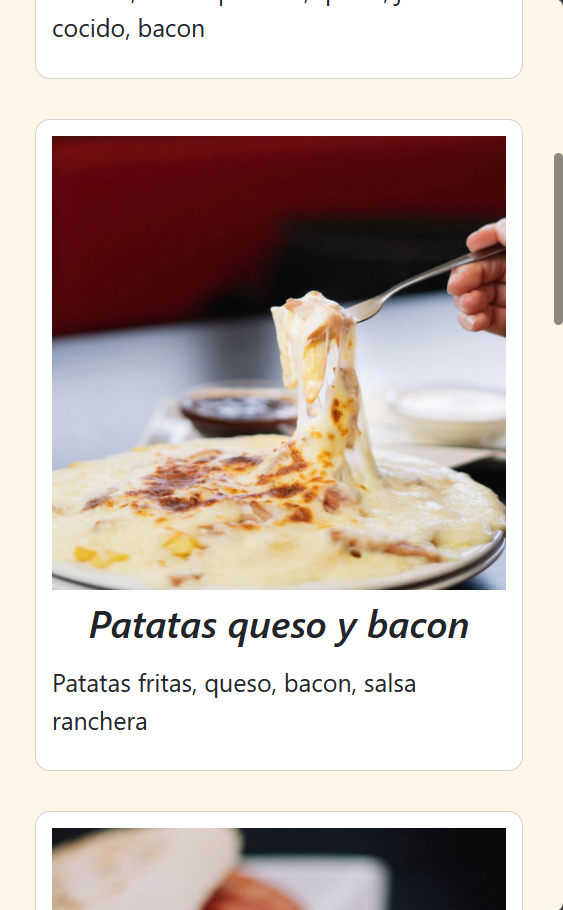 cocido, bacon
Patatas queso y bacon
Patatas fritas, queso, bacon, salsa
ranchera